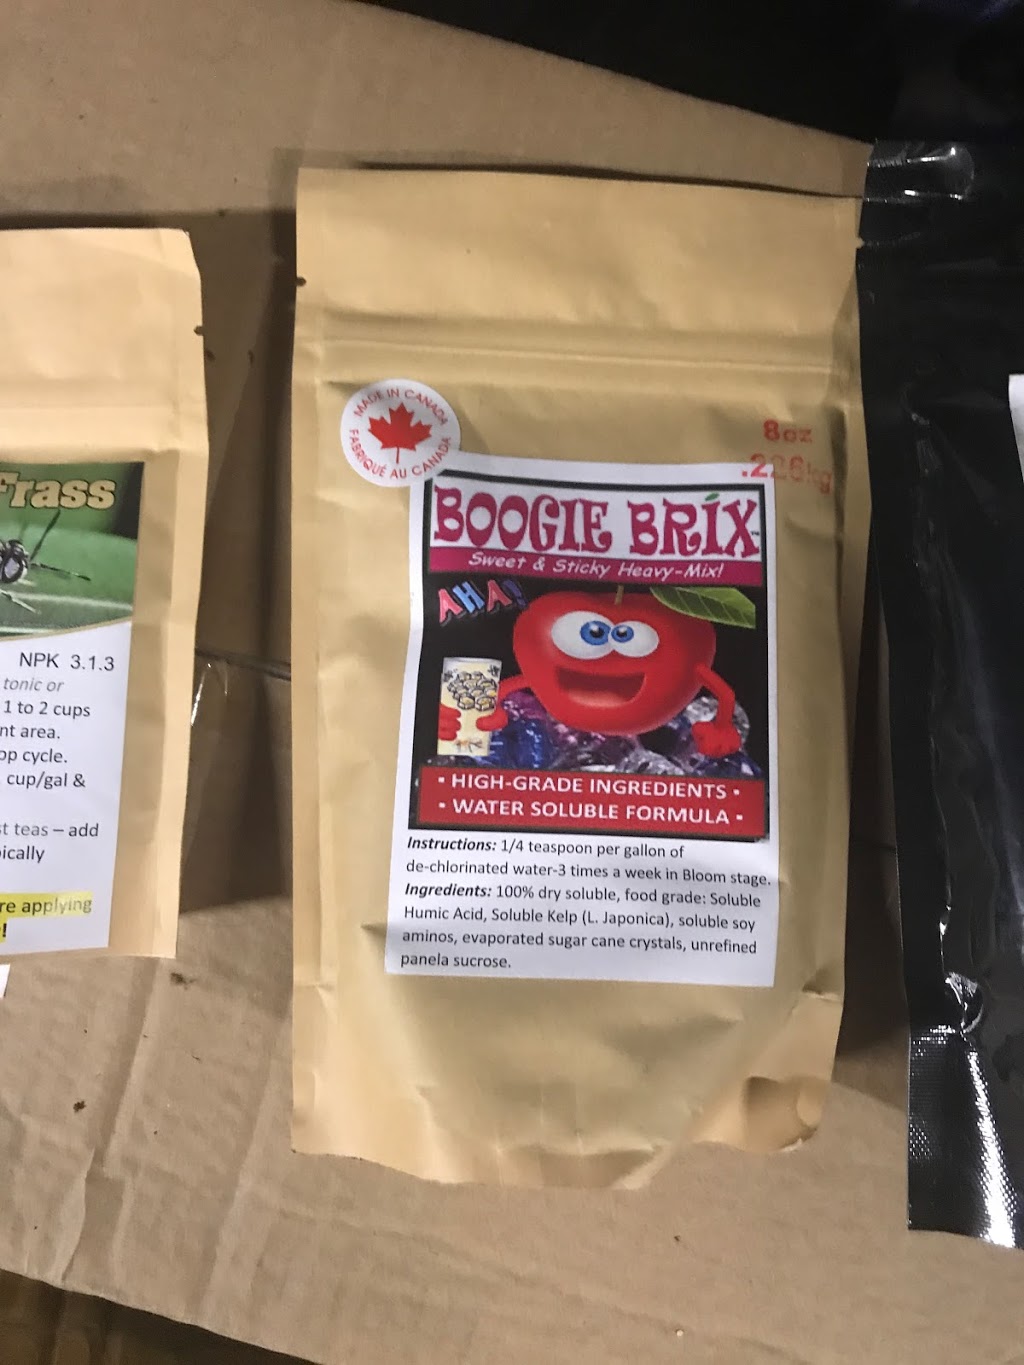 Frass
NPK 3.1.3
tonic or
1 to 2 cups
nt area.
op cycle.
cup/gal &
st teas – add
ically
re applying
!
MADE IN CANADA
FABRIQUÉ AU CANADA
8oz
.226kg
BOOGIE BRIX
Sweet & Sticky Heavy-Mix!
AHA!
• HIGH-GRADE INGREDIENTS •
• WATER SOLUBLE FORMULA •
Instructions: 1/4 teaspoon per gallon of
de-chlorinated water-3 times a week in Bloom stage.
Ingredients: 100% dry soluble, food grade: Soluble
Humic Acid, Soluble Kelp (L. Japonica), soluble soy
aminos, evaporated sugar cane crystals, unrefined
panela sucrose.